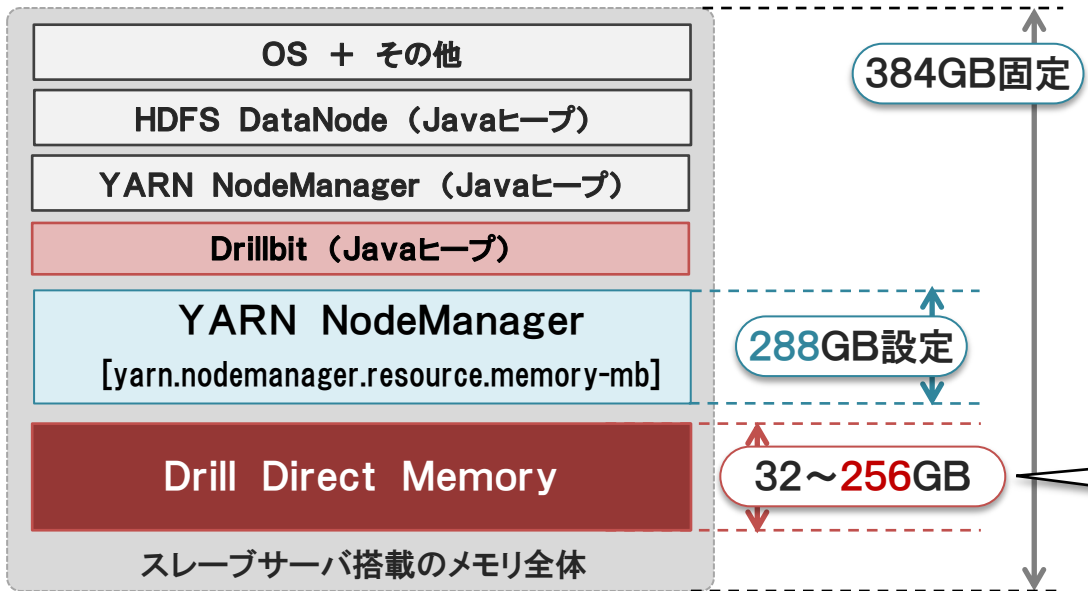 OS + その他
384GB固定
HDFS DataNode (Javaヒープ)
YARN NodeManager (Javaヒープ)
Drillbit (Javaヒープ)
YARN NodeManager
[yarn.nodemanager.resource.memory-mb]
288GB設定
Drill Direct Memory
32~256GB
スレーブサーバ搭載のメモリ全体